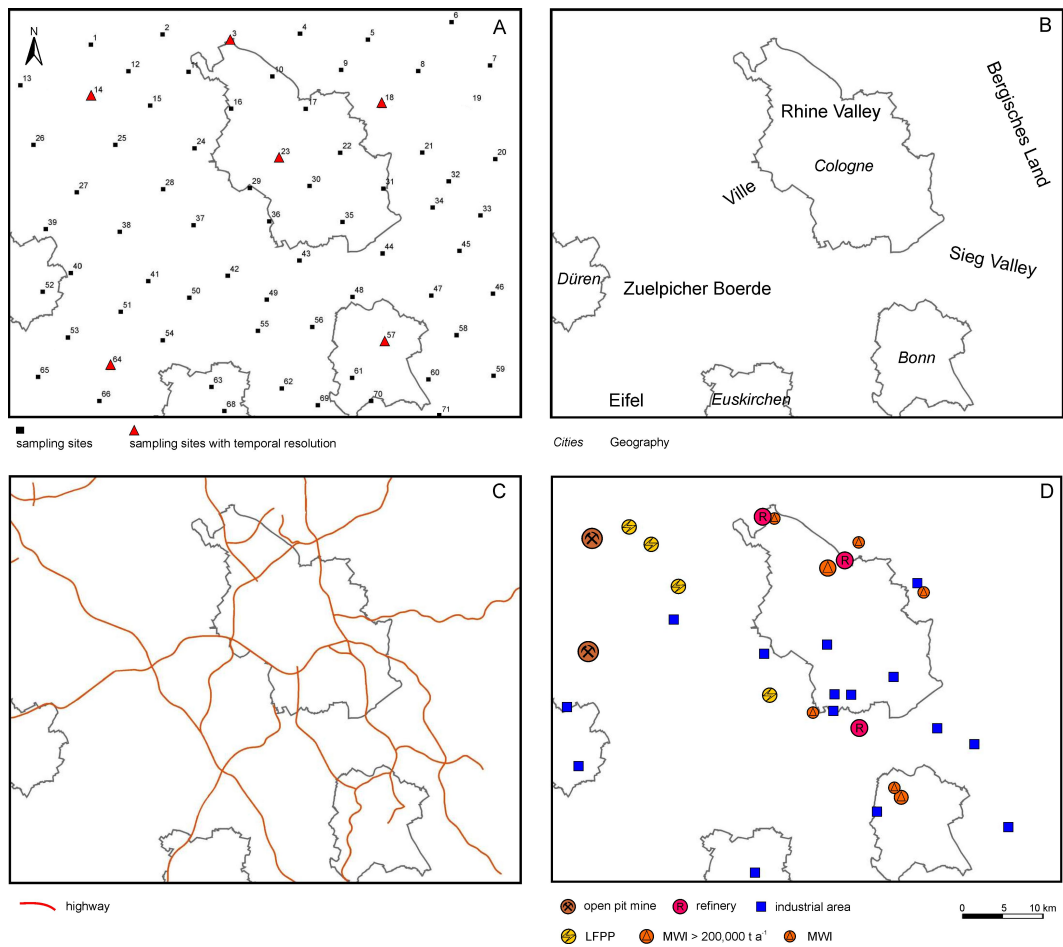 A
N
6
2
4
3
5
1
7
9
8
12
11
10
13
14
15
18
19
16
17
24
23
22
21
20
26
25
32
27
28
29
30
31
34
33
39
38
37
36
35
45
44
43
40
42
41
52
50
49
48
47
46
51
55
56
58
53
54
57
64
65
63
62
61
60
59
66
68
69
70
71
sampling sites
sampling sites with temporal resolution
B
Bergisches Land
Rhine Valley
Cologne
Ville
Sieg Valley
Düren
Zuelpicher Boerde
Bonn
Eifel
Euskirchen
Cities Geography
C
highway
D
R
R
R
open pit mine
R refinery
industrial area
0 5 10 km
LFPP
MWI > 200,000 t a⁻¹
MWI